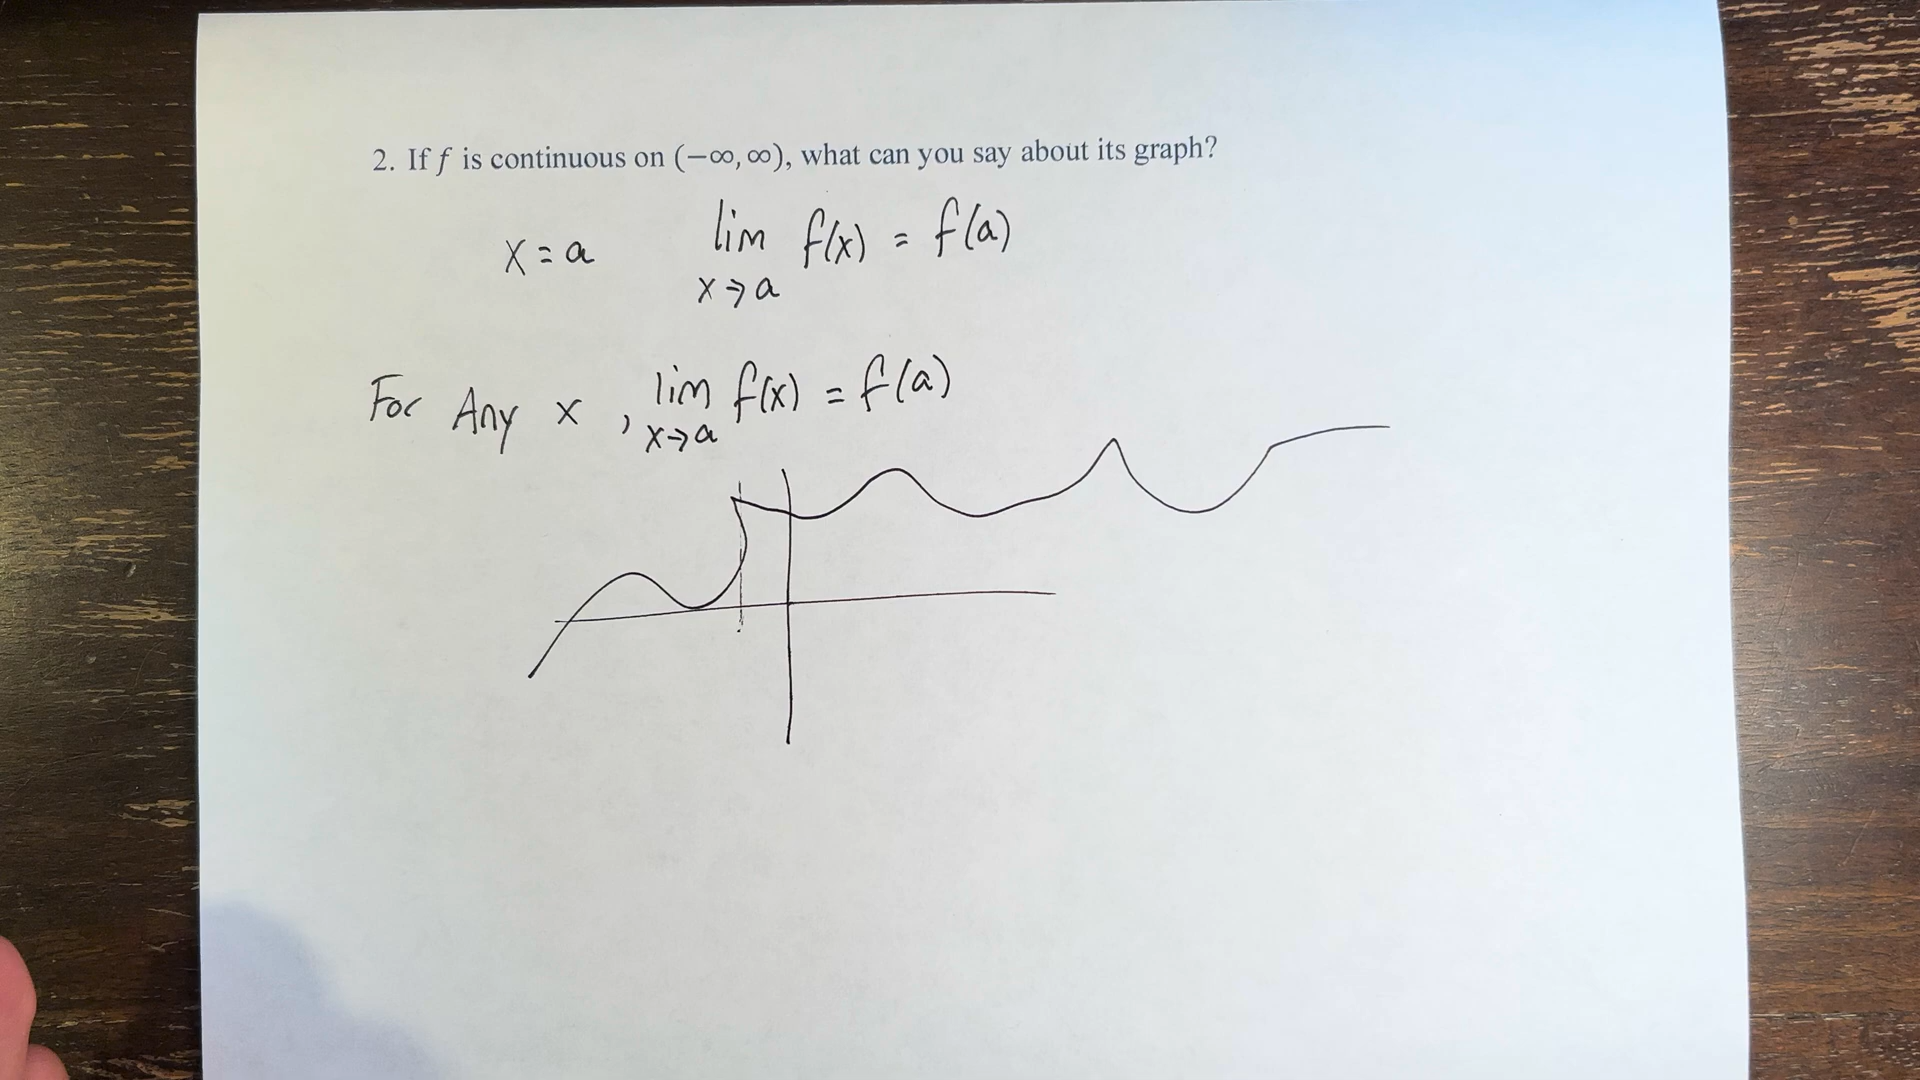 2. If f is continuous on (−∞, ∞), what can you say about its graph?
x = a lim f(x) = f(a)
x→a
For Any x , lim f(x) = f(a)
x→a